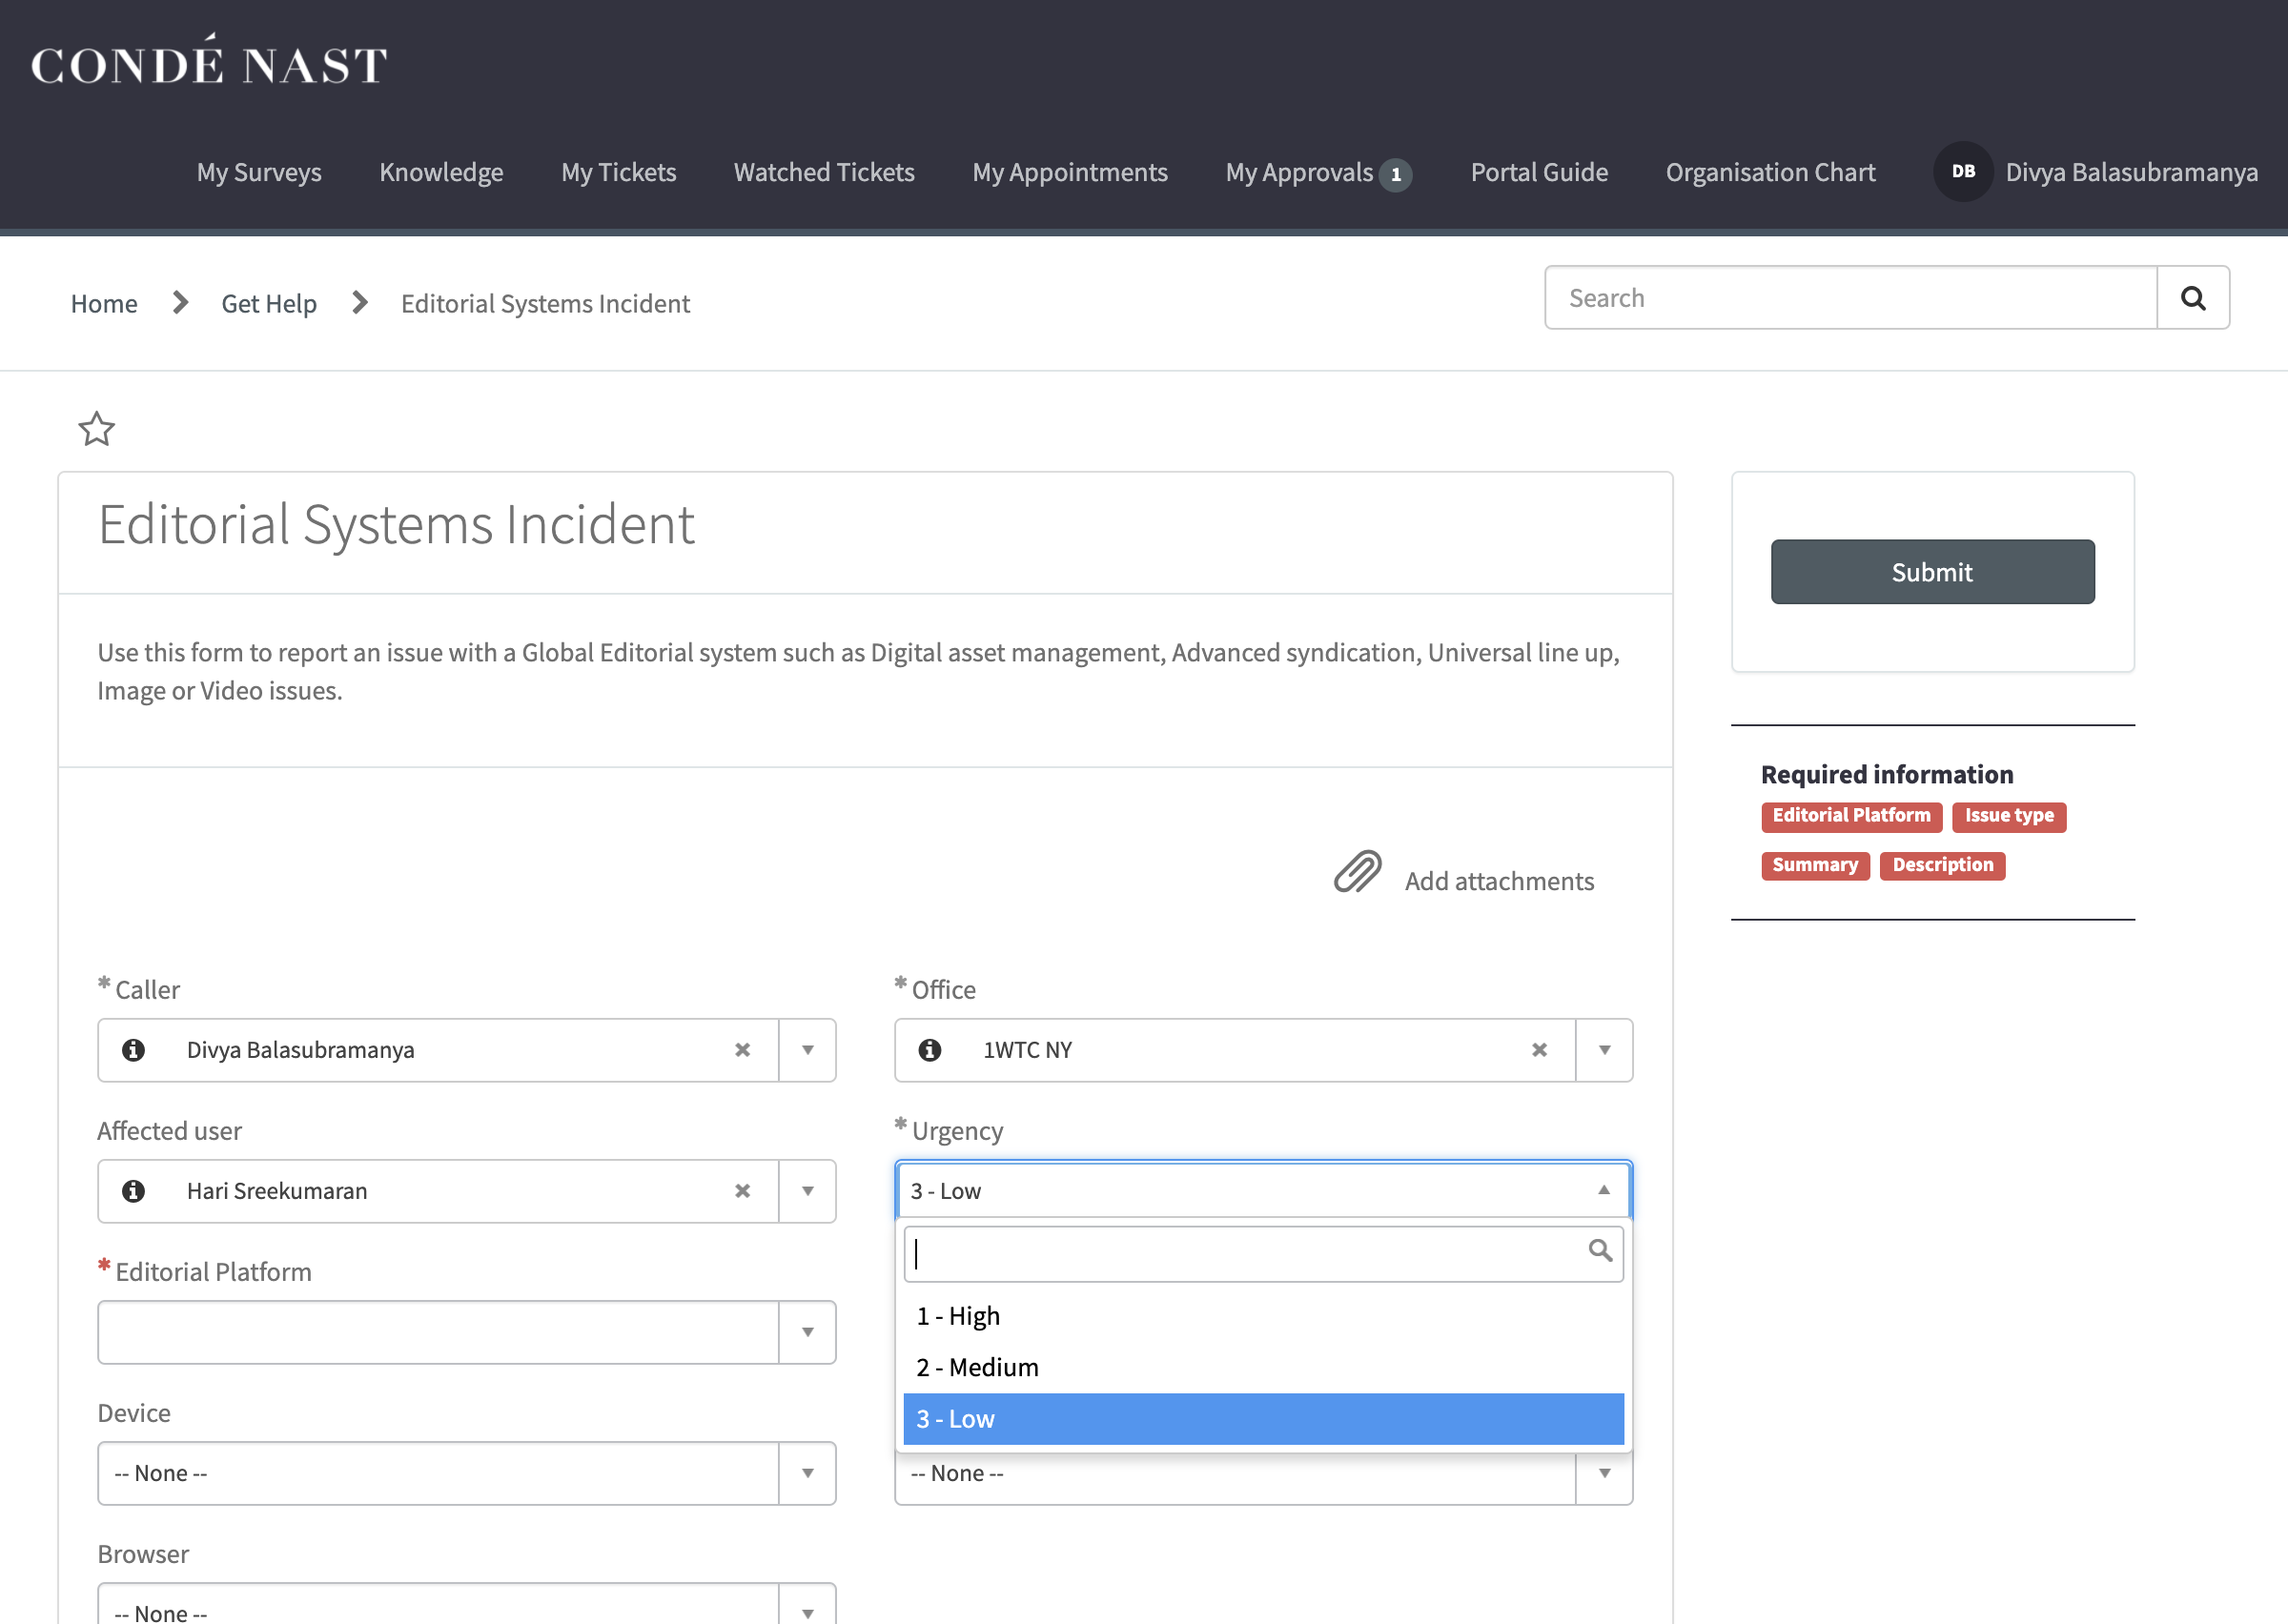 CONDÉ NAST
My Surveys Knowledge My Tickets Watched Tickets My Appointments My Approvals 1 Portal Guide Organisation Chart DB Divya Balasubramanya
Home Get Help Editorial Systems Incident Search
Editorial Systems Incident
Submit
Use this form to report an issue with a Global Editorial system such as Digital asset management, Advanced syndication, Universal line up,
Image or Video issues.
Required information
Editorial Platform Issue type
Summary Description
Add attachments
* Caller * Office
Divya Balasubramanya 1WTC NY
Affected user * Urgency
Hari Sreekumaran 3 - Low
* Editorial Platform
1 - High
2 - Medium
3 - Low
Device
-- None -- -- None --
Browser
-- None --